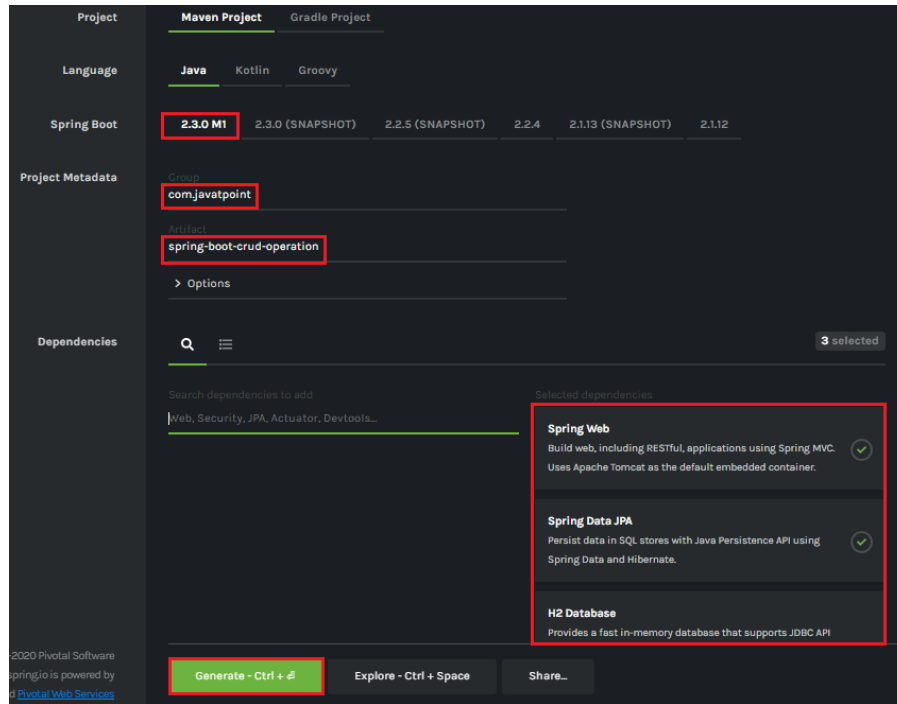 Project
Maven Project Gradle Project
Language
Java Kotlin Groovy
Spring Boot
2.3.0 M1 2.3.0 (SNAPSHOT) 2.2.5 (SNAPSHOT) 2.2.4 2.1.13 (SNAPSHOT) 2.1.12
Project Metadata
Group
com.javatpoint
Artifact
spring-boot-crud-operation
> Options
Dependencies
3 selected
Search dependencies to add
Web, Security, JPA, Actuator, Devtools...
Selected dependencies
Spring Web
Build web, including RESTful, applications using Spring MVC.
Uses Apache Tomcat as the default embedded container.
Spring Data JPA
Persist data in SQL stores with Java Persistence API using
Spring Data and Hibernate.
H2 Database
Provides a fast in-memory database that supports JDBC API
-2020 Pivotal Software
spring.io is powered by
d Pivotal Web Services
Generate - Ctrl + ⏎
Explore - Ctrl + Space
Share...